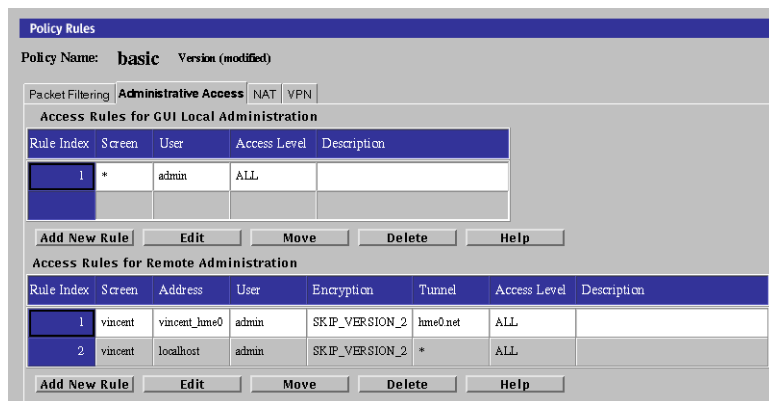 Policy Rules
Policy Name: basic Version (modified)
Packet Filtering Administrative Access NAT VPN
Access Rules for GUI Local Administration
Rule Index Screen User Access Level Description
1 * admin ALL
Add New Rule Edit Move Delete Help
Access Rules for Remote Administration
Rule Index Screen Address User Encryption Tunnel Access Level Description
1 vincent vincent_hme0 admin SKIP_VERSION_2 hme0.net ALL
2 vincent localhost admin SKIP_VERSION_2 * ALL
Add New Rule Edit Move Delete Help